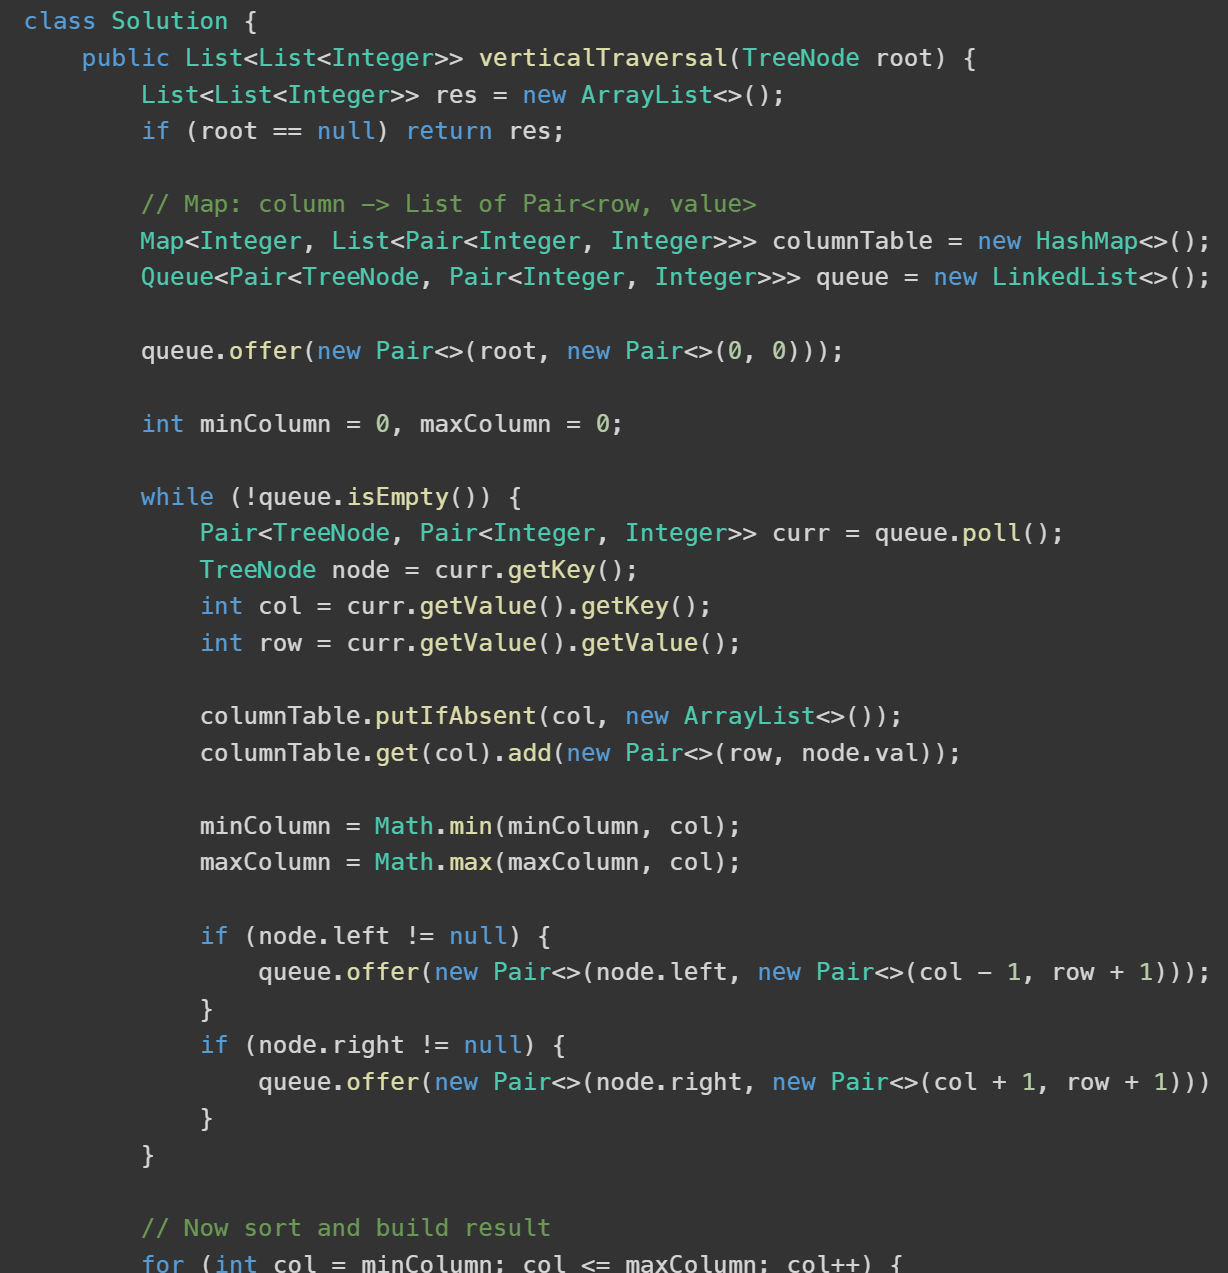 class Solution {
    public List<List<Integer>> verticalTraversal(TreeNode root) {
        List<List<Integer>> res = new ArrayList<>();
        if (root == null) return res;

        // Map: column -> List of Pair<row, value>
        Map<Integer, List<Pair<Integer, Integer>>> columnTable = new HashMap<>();
        Queue<Pair<TreeNode, Pair<Integer, Integer>>> queue = new LinkedList<>();

        queue.offer(new Pair<>(root, new Pair<>(0, 0)));

        int minColumn = 0, maxColumn = 0;

        while (!queue.isEmpty()) {
            Pair<TreeNode, Pair<Integer, Integer>> curr = queue.poll();
            TreeNode node = curr.getKey();
            int col = curr.getValue().getKey();
            int row = curr.getValue().getValue();

            columnTable.putIfAbsent(col, new ArrayList<>());
            columnTable.get(col).add(new Pair<>(row, node.val));

            minColumn = Math.min(minColumn, col);
            maxColumn = Math.max(maxColumn, col);

            if (node.left != null) {
                queue.offer(new Pair<>(node.left, new Pair<>(col - 1, row + 1)));
            }
            if (node.right != null) {
                queue.offer(new Pair<>(node.right, new Pair<>(col + 1, row + 1)))
            }
        }

        // Now sort and build result
        for (int col = minColumn; col <= maxColumn; col++) {